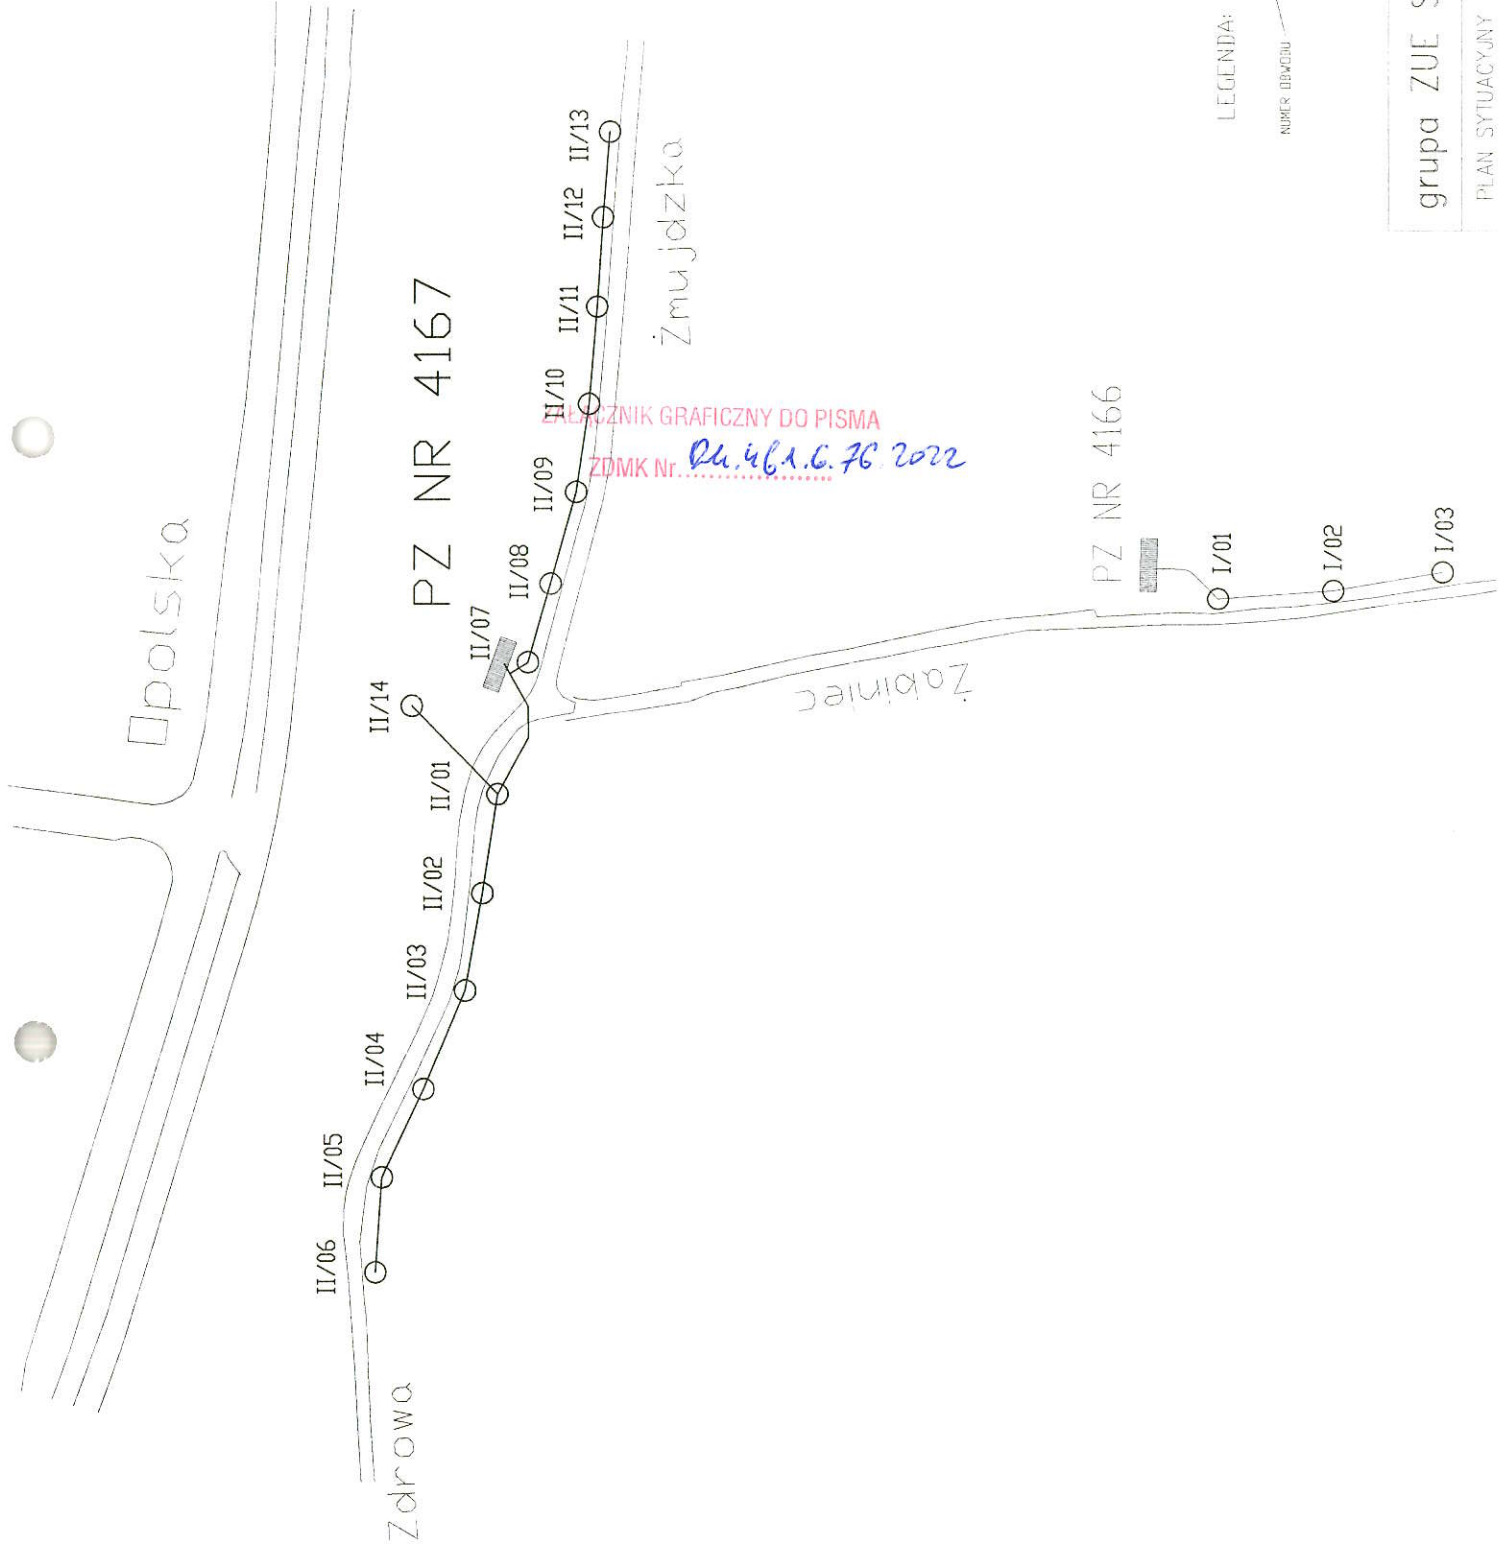 Opolska
PZ NR 4167
II/14
II/07
II/08
II/09
II/10
II/11
II/12
II/13
II/01
II/02
II/03
II/04
II/05
II/06
Zdrowa
Żmujdzka
Żabiniec
ZAŁĄCZNIK GRAFICZNY DO PISMA
ZDMK Nr. 461.6.76.2022
PZ NR 4166
I/01
I/02
I/03
LEGENDA:
NUMER OBWODU
grupa ZUE S
PLAN SYTUACYJNY